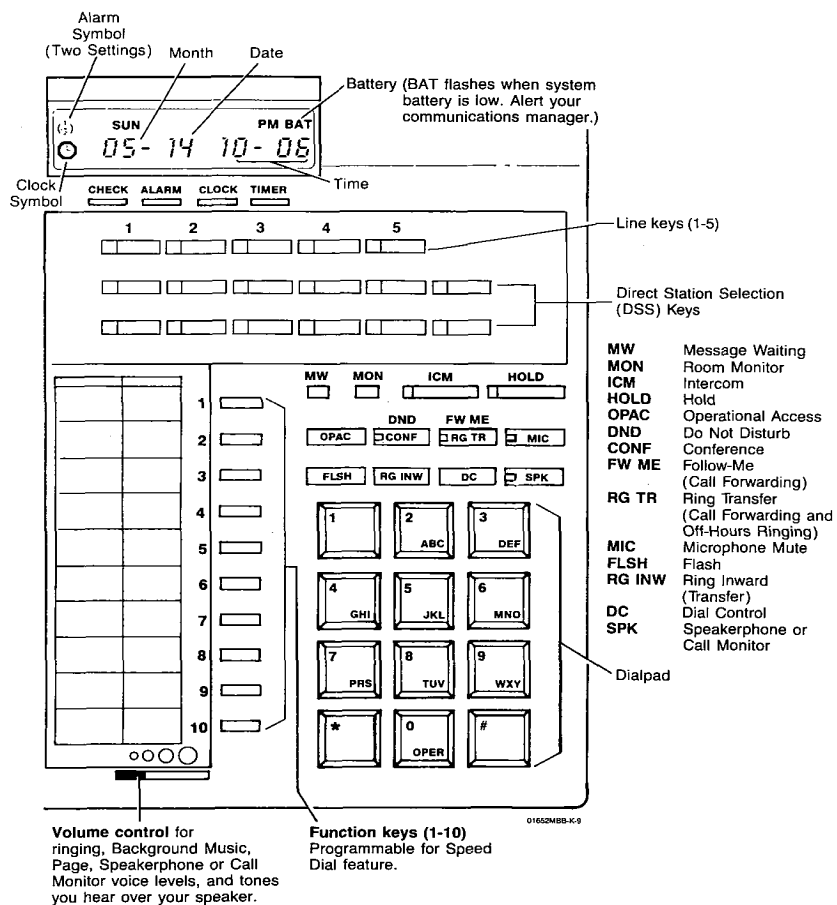 Alarm
Symbol
(Two Settings)
Month
Date
Battery (BAT flashes when system
battery is low. Alert your
communications manager.)
SUN
PM BAT
05- 14 10- 06
Time
Clock
Symbol
CHECK ALARM CLOCK TIMER
1 2 3 4 5
Line keys (1-5)
Direct Station Selection
(DSS) Keys
MW MON ICM HOLD
DND FW ME
OPAC CONF RG TR MIC
FLSH RG INW DC SPK
1
2
3
4
5
6
7
8
9
10
1 2 ABC 3 DEF
4 GHI 5 JKL 6 MNO
7 PRS 8 TUV 9 WXY
* 0 OPER #
Dialpad
MW Message Waiting
MON Room Monitor
ICM Intercom
HOLD Hold
OPAC Operational Access
DND Do Not Disturb
CONF Conference
FW ME Follow-Me
(Call Forwarding)
RG TR Ring Transfer
(Call Forwarding and
Off-Hours Ringing)
MIC Microphone Mute
FLSH Flash
RG INW Ring Inward
(Transfer)
DC Dial Control
SPK Speakerphone or
Call Monitor
01652MBB-K-9
Volume control for
ringing, Background Music,
Page, Speakerphone or Call
Monitor voice levels, and tones
you hear over your speaker.
Function keys (1-10)
Programmable for Speed
Dial feature.